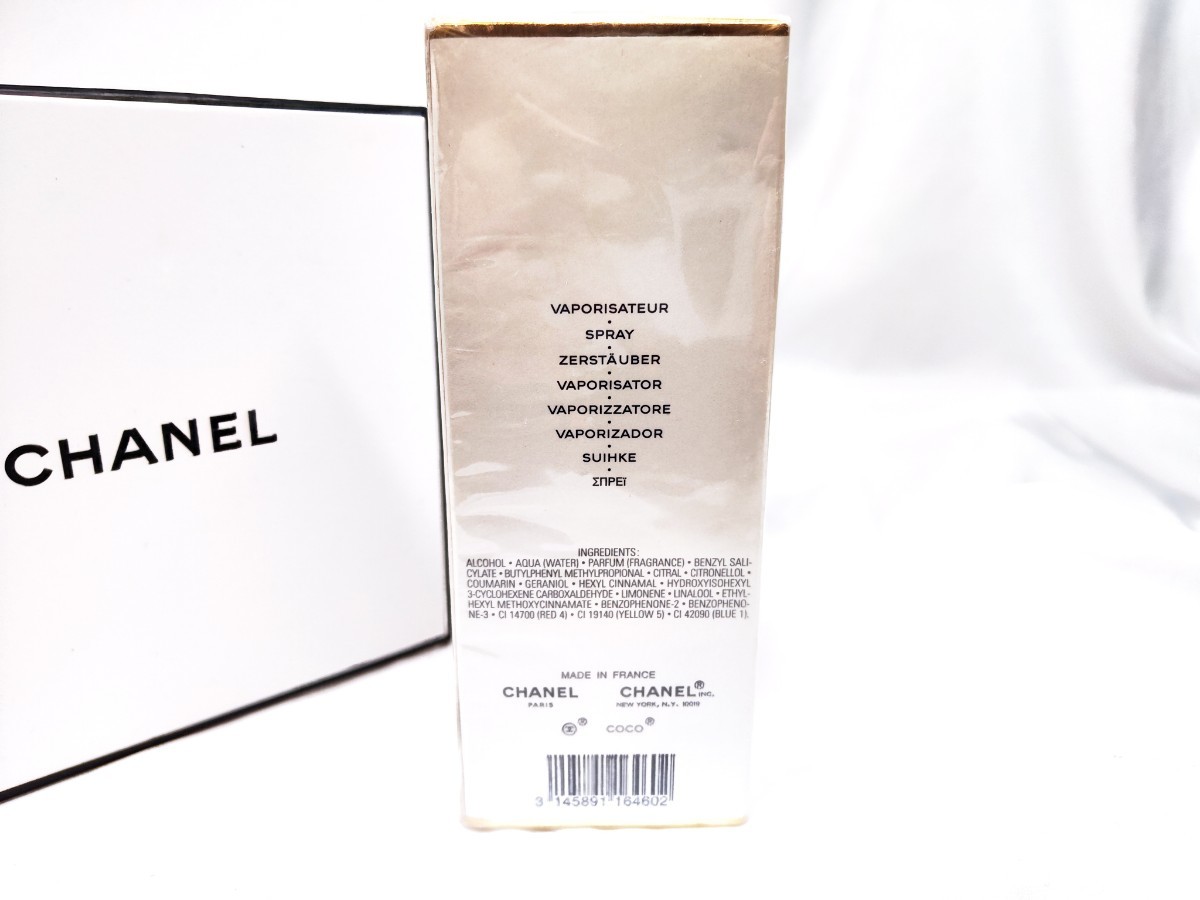 CHANEL
VAPORISATEUR
•
SPRAY
•
ZERSTÄUBER
•
VAPORISATOR
•
VAPORIZZATORE
•
VAPORIZADOR
•
SUIHKE
•
ΣΠΡΕϊ
INGREDIENTS:
ALCOHOL • AQUA (WATER) • PARFUM (FRAGRANCE) • BENZYL SALI-
CYLATE • BUTYLPHENYL METHYLPROPIONAL • CITRAL • CITRONELLOL •
COUMARIN • GERANIOL • HEXYL CINNAMAL • HYDROXYISOHEXYL
3-CYCLOHEXENE CARBOXALDEHYDE • LIMONENE • LINALOOL • ETHYL-
HEXYL METHOXYCINNAMATE • BENZOPHENONE-2 • BENZOPHENO-
NE-3 • CI 14700 (RED 4) • CI 19140 (YELLOW 5) • CI 42090 (BLUE 1).
MADE IN FRANCE
CHANEL CHANEL® INC.
PARIS NEW YORK, N.Y. 10019
® COCO®
3 145891 164602